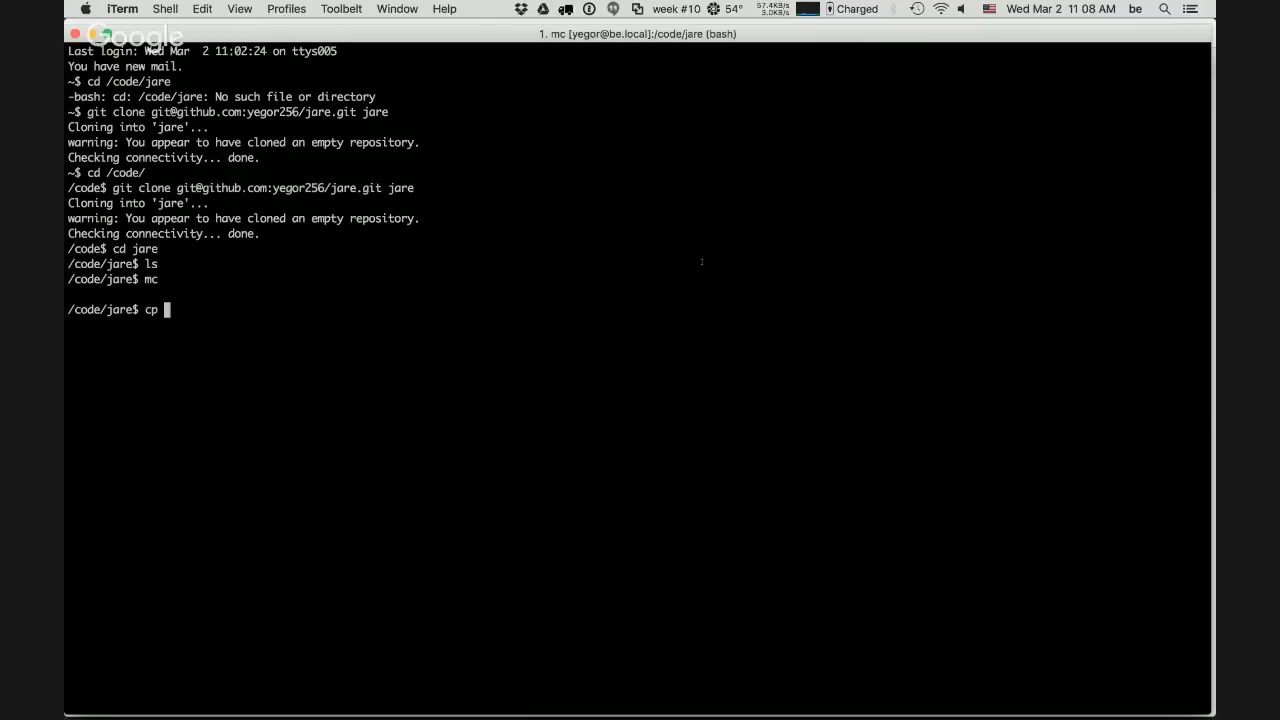 iTerm Shell Edit View Profiles Toolbelt Window Help week #10 54° 57.4KB/s 3.0KB/s Charged Wed Mar 2 11:08 AM be
Google
1. mc [yegor@be.local]:/code/jare (bash)
Last login: Wed Mar  2 11:02:24 on ttys005
You have new mail.
~$ cd /code/jare
-bash: cd: /code/jare: No such file or directory
~$ git clone git@github.com:yegor256/jare.git jare
Cloning into 'jare'...
warning: You appear to have cloned an empty repository.
Checking connectivity... done.
~$ cd /code/
/code$ git clone git@github.com:yegor256/jare.git jare
Cloning into 'jare'...
warning: You appear to have cloned an empty repository.
Checking connectivity... done.
/code$ cd jare
/code/jare$ ls
/code/jare$ mc
/code/jare$ cp